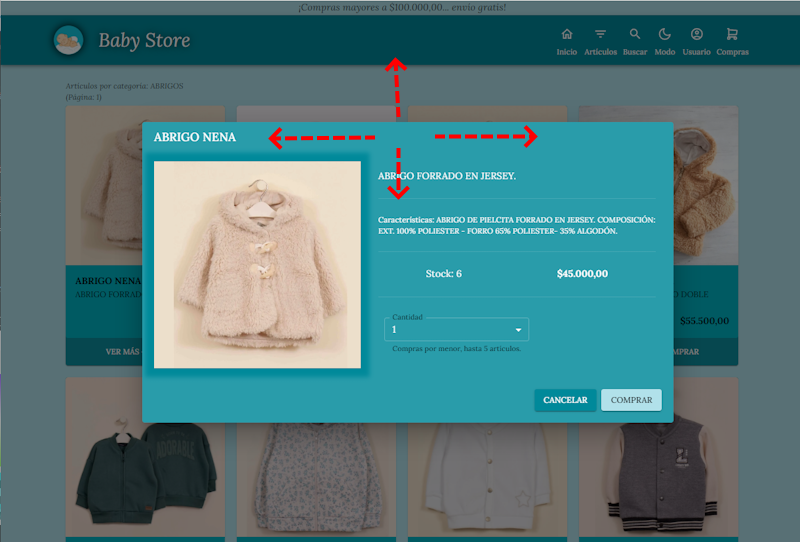 ¡Compras mayores a $100.000,00... envío gratis!
Baby Store
Inicio Artículos Buscar Modo Usuario Compras
Artículos por categoría: ABRIGOS
(Página: 1)
ABRIGO NENA
ABRIGO FORRADO EN JERSEY.
Características: ABRIGO DE PIELCITA FORRADO EN JERSEY. COMPOSICIÓN:
EXT. 100% POLIESTER - FORRO 65% POLIESTER- 35% ALGODÓN.
Stock: 6 $45.000,00
Cantidad
1
Compras por menor, hasta 5 artículos.
CANCELAR COMPRAR
ABRIGO NENA
ABRIGO FORRAD
VER MÁS
DOBLE
$55.500,00
MPRAR
ADORABLE